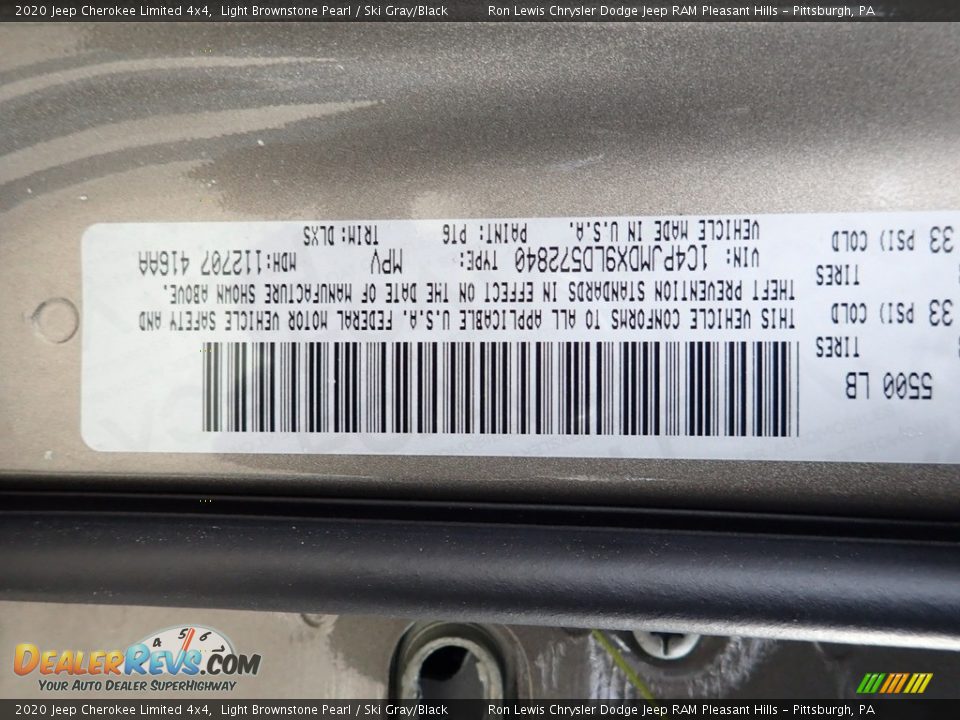 2020 Jeep Cherokee Limited 4x4, Light Brownstone Pearl / Ski Gray/Black Ron Lewis Chrysler Dodge Jeep RAM Pleasant Hills - Pittsburgh, PA
5500 LB
TIRES
33 PSI) COLD
TIRES
33 PSI) COLD
THIS VEHICLE CONFORMS TO ALL APPLICABLE U.S.A. FEDERAL MOTOR VEHICLE SAFETY AND
THEFT PREVENTION STANDARDS IN EFFECT ON THE DATE OF MANUFACTURE SHOWN ABOVE.
VIN: 1C4PJMDX9LD572840 TYPE: MPV MDH:112707 416AA
VEHICLE MADE IN U.S.A. PAINT: PTG TRIM: DLXS
4 5 6
DEALERREVS.COM
YOUR AUTO DEALER SUPERHIGHWAY
2020 Jeep Cherokee Limited 4x4, Light Brownstone Pearl / Ski Gray/Black Ron Lewis Chrysler Dodge Jeep RAM Pleasant Hills - Pittsburgh, PA